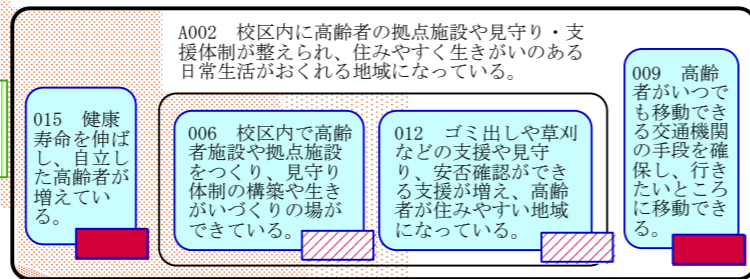 A002 校区内に高齢者の拠点施設や見守り・支
援体制が整えられ、住みやすく生きがいのある
日常生活がおくれる地域になっている。
015 健康
寿命を伸ば
し、自立し
た高齢者が
増えてい
る。
006 校区内で高齢
者施設や拠点施設
をつくり、見守り
体制の構築や生き
がいづくりの場が
できている。
012 ゴミ出しや草刈
などの支援や見守
り、安否確認ができ
る支援が増え、高齢
者が住みやすい地域
になっている。
009 高齢
者がいつで
も移動でき
る交通機関
の手段を確
保し、行き
たいところ
に移動でき
る。